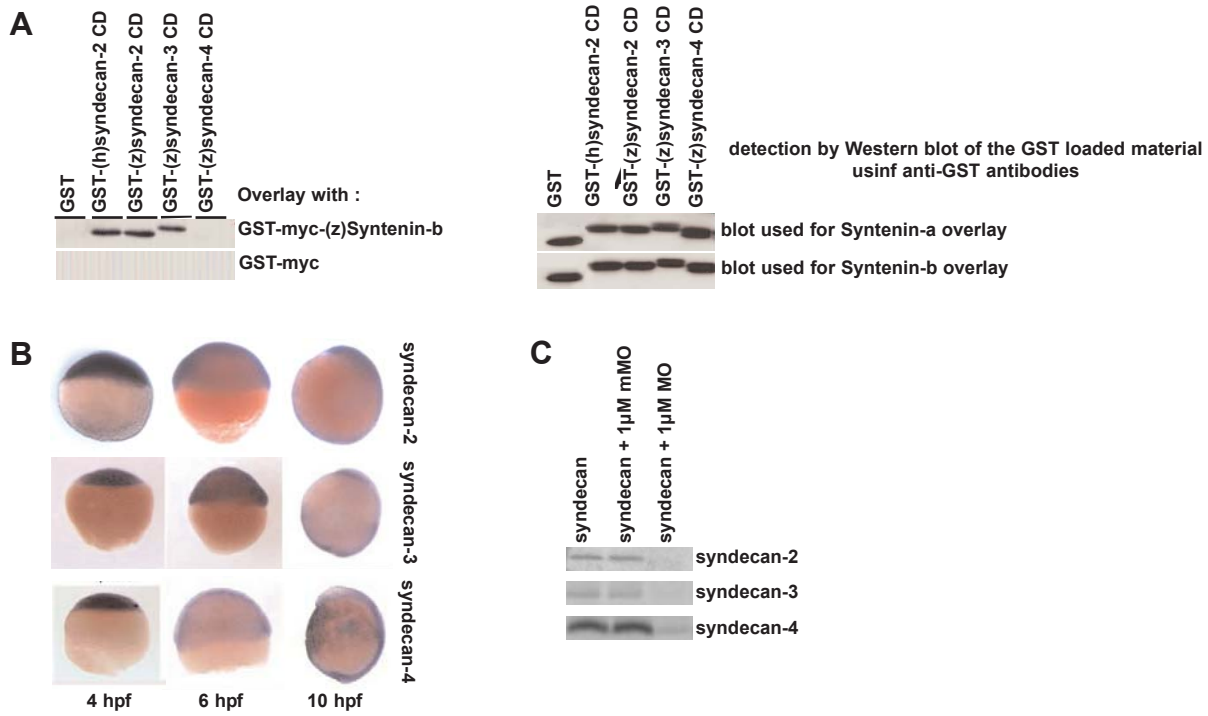 A
GST
GST-(h)syndecan-2 CD
GST-(z)syndecan-2 CD
GST-(z)syndecan-3 CD
GST-(z)syndecan-4 CD
Overlay with :
GST-myc-(z)Syntenin-b
GST-myc
GST
GST-(h)syndecan-2 CD
GST-(z)syndecan-2 CD
GST-(z)syndecan-3 CD
GST-(z)syndecan-4 CD
detection by Western blot of the GST loaded material
usinf anti-GST antibodies
blot used for Syntenin-a overlay
blot used for Syntenin-b overlay
B
syndecan-2
syndecan-3
syndecan-4
4 hpf
6 hpf
10 hpf
C
syndecan
syndecan + 1µM mMO
syndecan + 1µM MO
syndecan-2
syndecan-3
syndecan-4